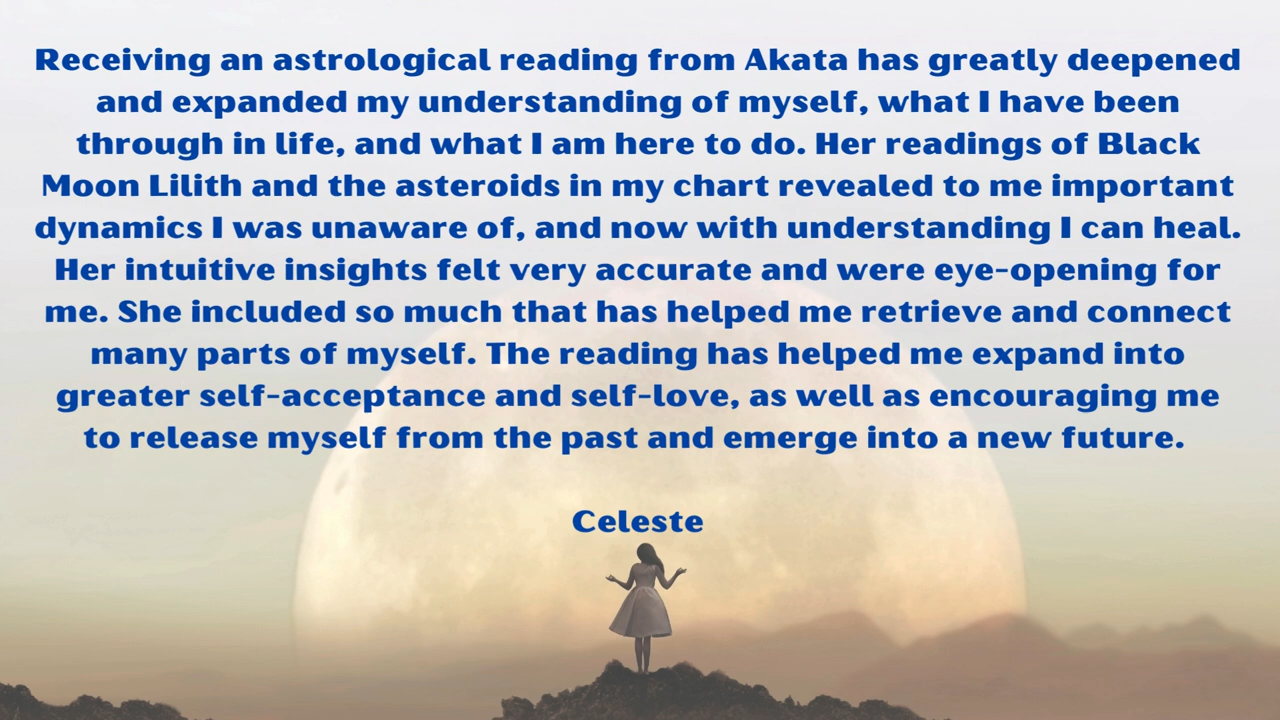 Receiving an astrological reading from Akata has greatly deepened
and expanded my understanding of myself, what I have been
through in life, and what I am here to do. Her readings of Black
Moon Lilith and the asteroids in my chart revealed to me important
dynamics I was unaware of, and now with understanding I can heal.
Her intuitive insights felt very accurate and were eye-opening for
me. She included so much that has helped me retrieve and connect
many parts of myself. The reading has helped me expand into
greater self-acceptance and self-love, as well as encouraging me
to release myself from the past and emerge into a new future.
Celeste